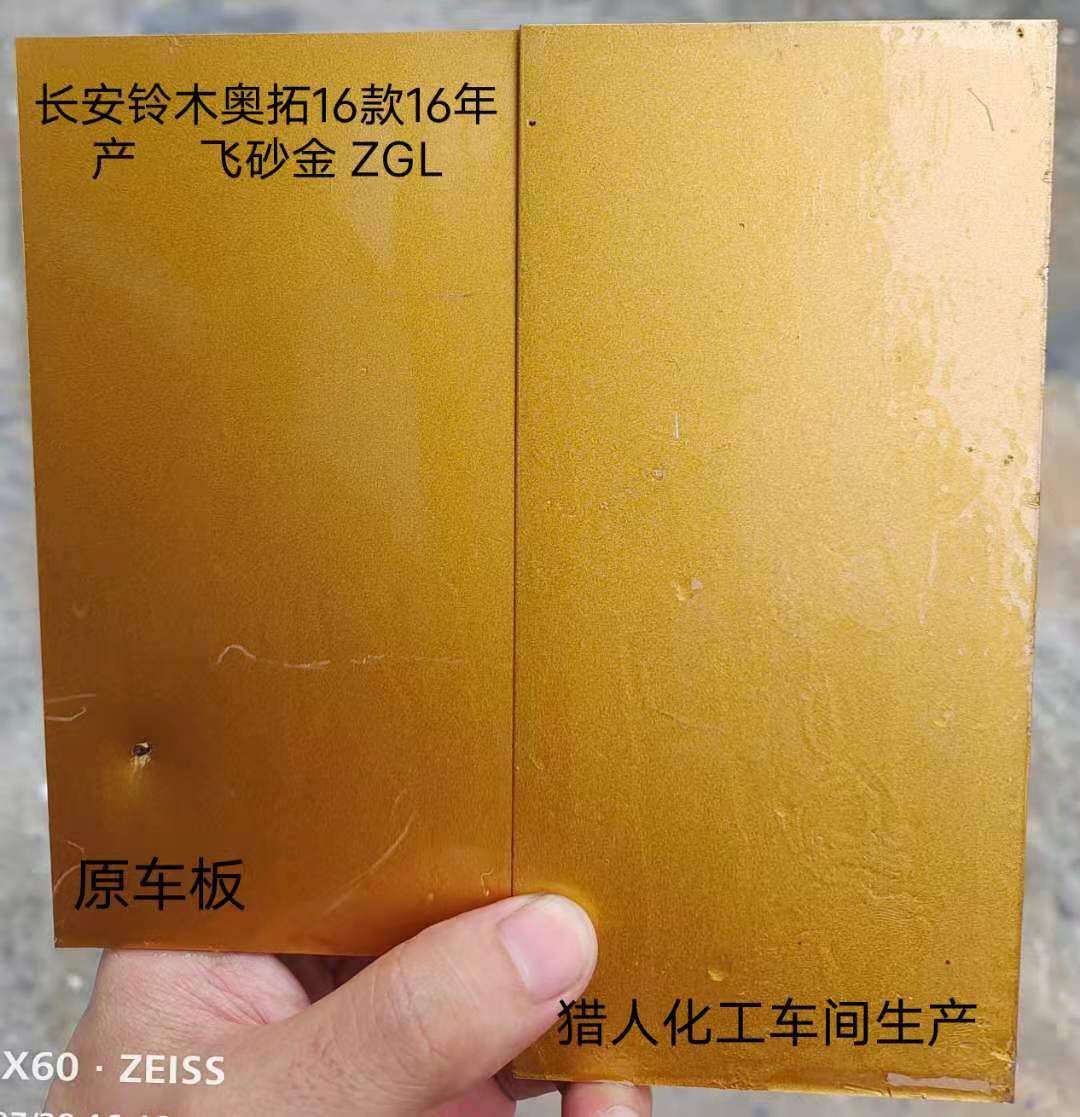 长安铃木奥拓16款16年
产 飞砂金 ZGL
原车板
猎人化工车间生产
X60 · ZEISS